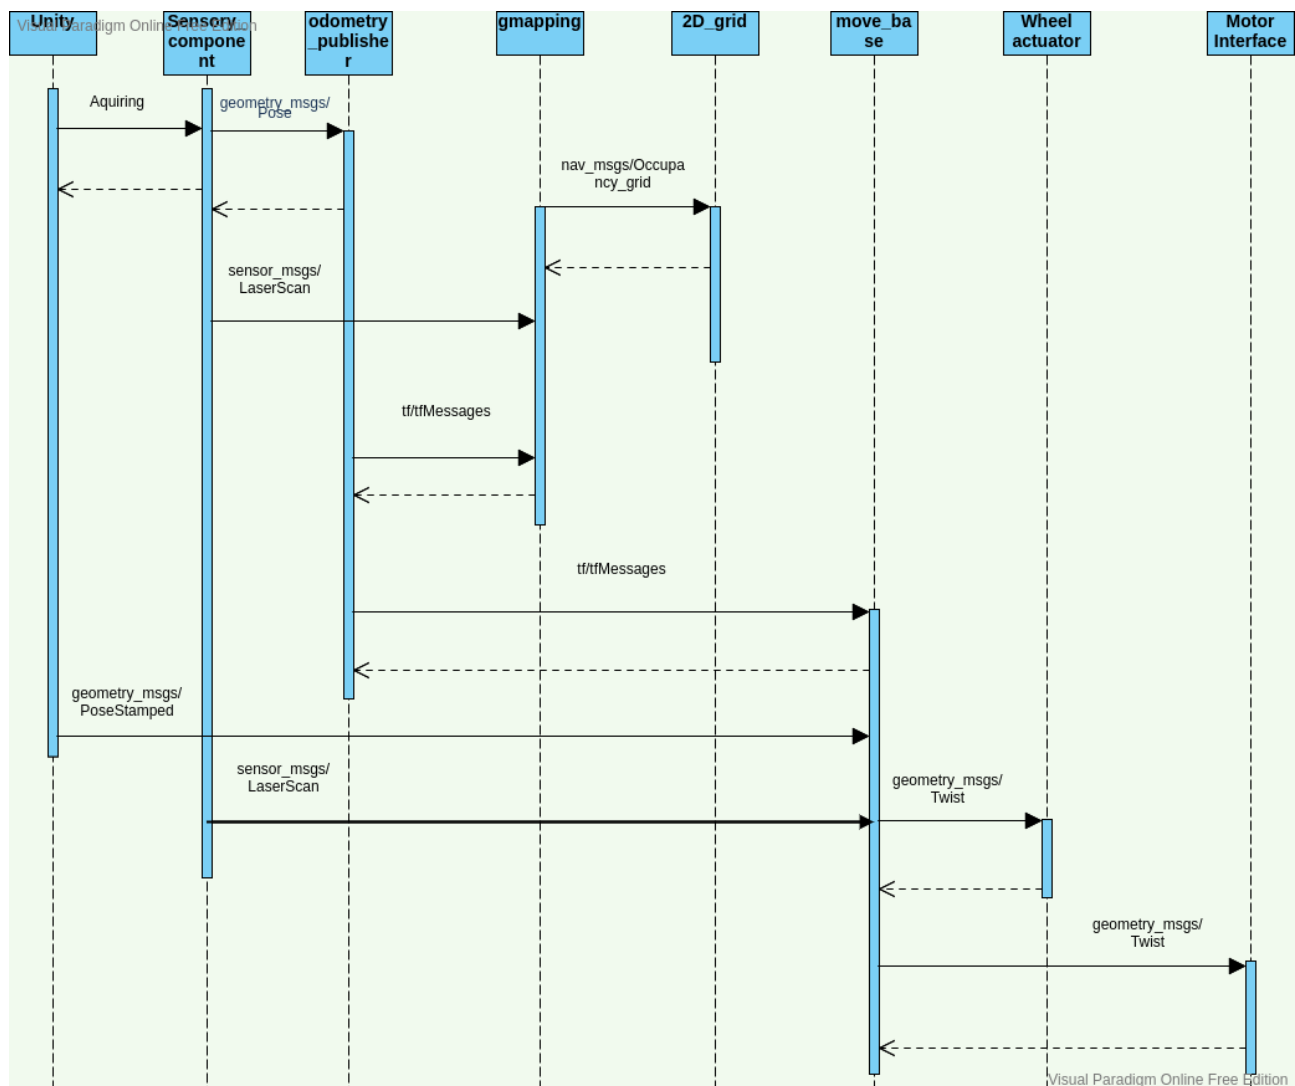 Visual Paradigm Online Free Edition
Unity
Sensory
compone
nt
odometry
_publishe
r
gmapping
2D_grid
move_ba
se
Wheel
actuator
Motor
Interface
Aquiring
geometry_msgs/
Pose
nav_msgs/Occupa
ncy_grid
sensor_msgs/
LaserScan
tf/tfMessages
tf/tfMessages
geometry_msgs/
PoseStamped
sensor_msgs/
LaserScan
geometry_msgs/
Twist
geometry_msgs/
Twist
Visual Paradigm Online Free Edition